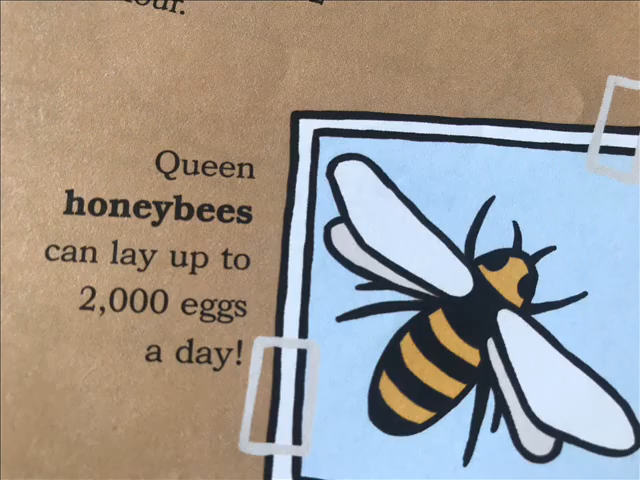 Queen
honeybees
can lay up to
2,000 eggs
a day!